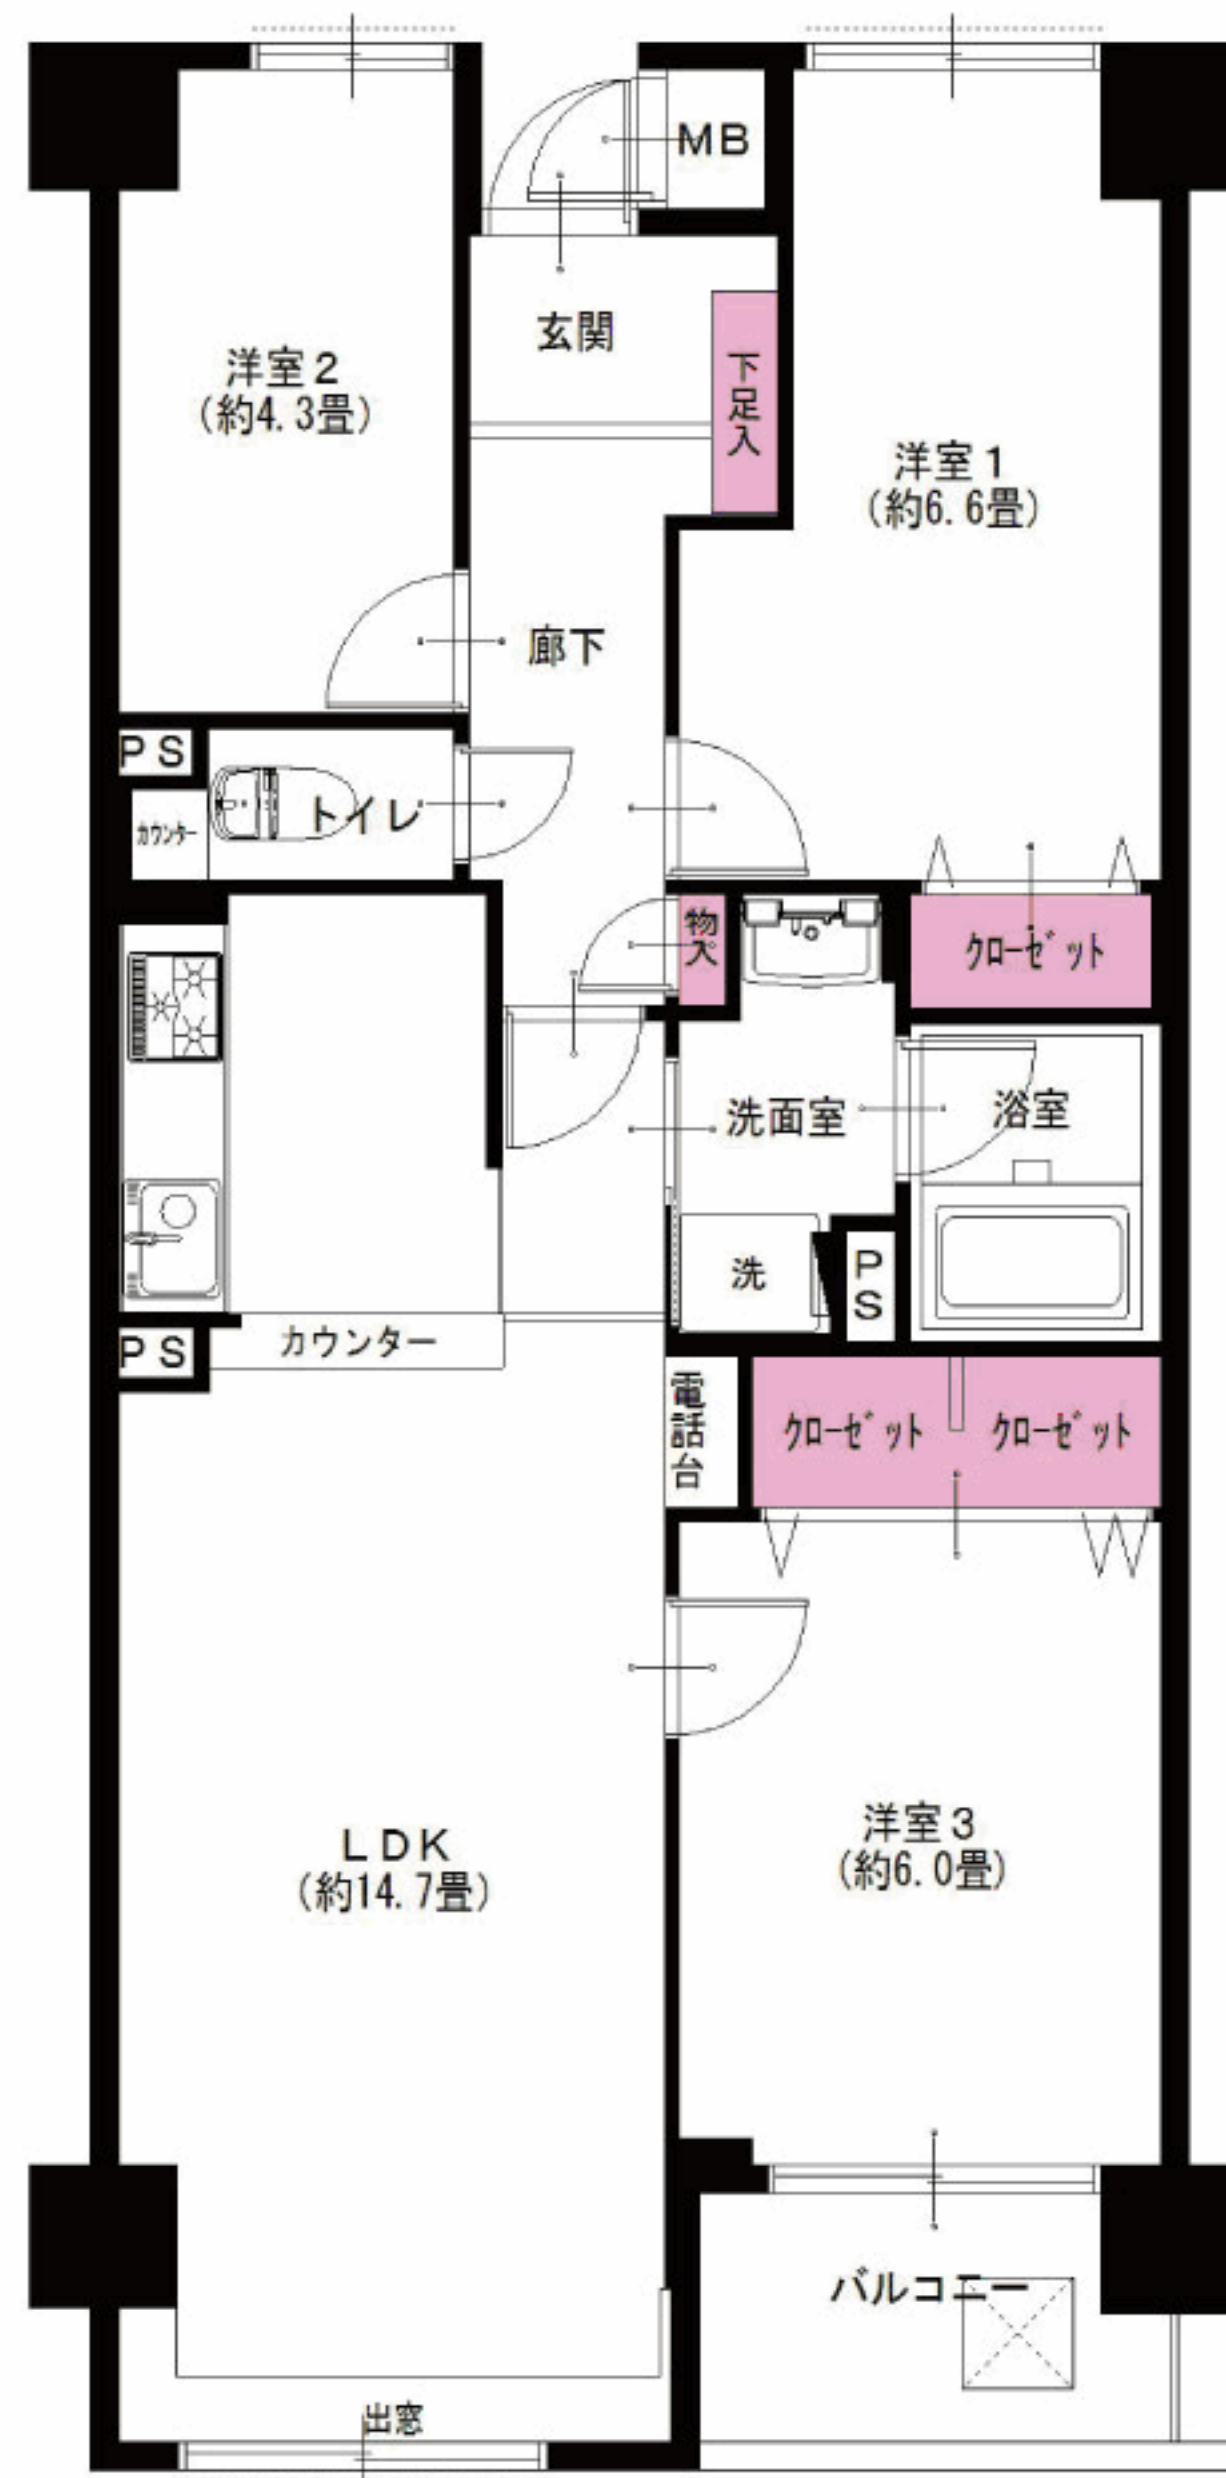 MB
玄関
下足入
洋室2
(約4.3畳)
洋室1
(約6.6畳)
廊下
PS
トイレ
カウンター
物入
クローゼット
洗面室
浴室
洗
PS
カウンター
PS
電話台
クローゼット
クローゼット
LDK
(約14.7畳)
洋室3
(約6.0畳)
バルコニー
出窓